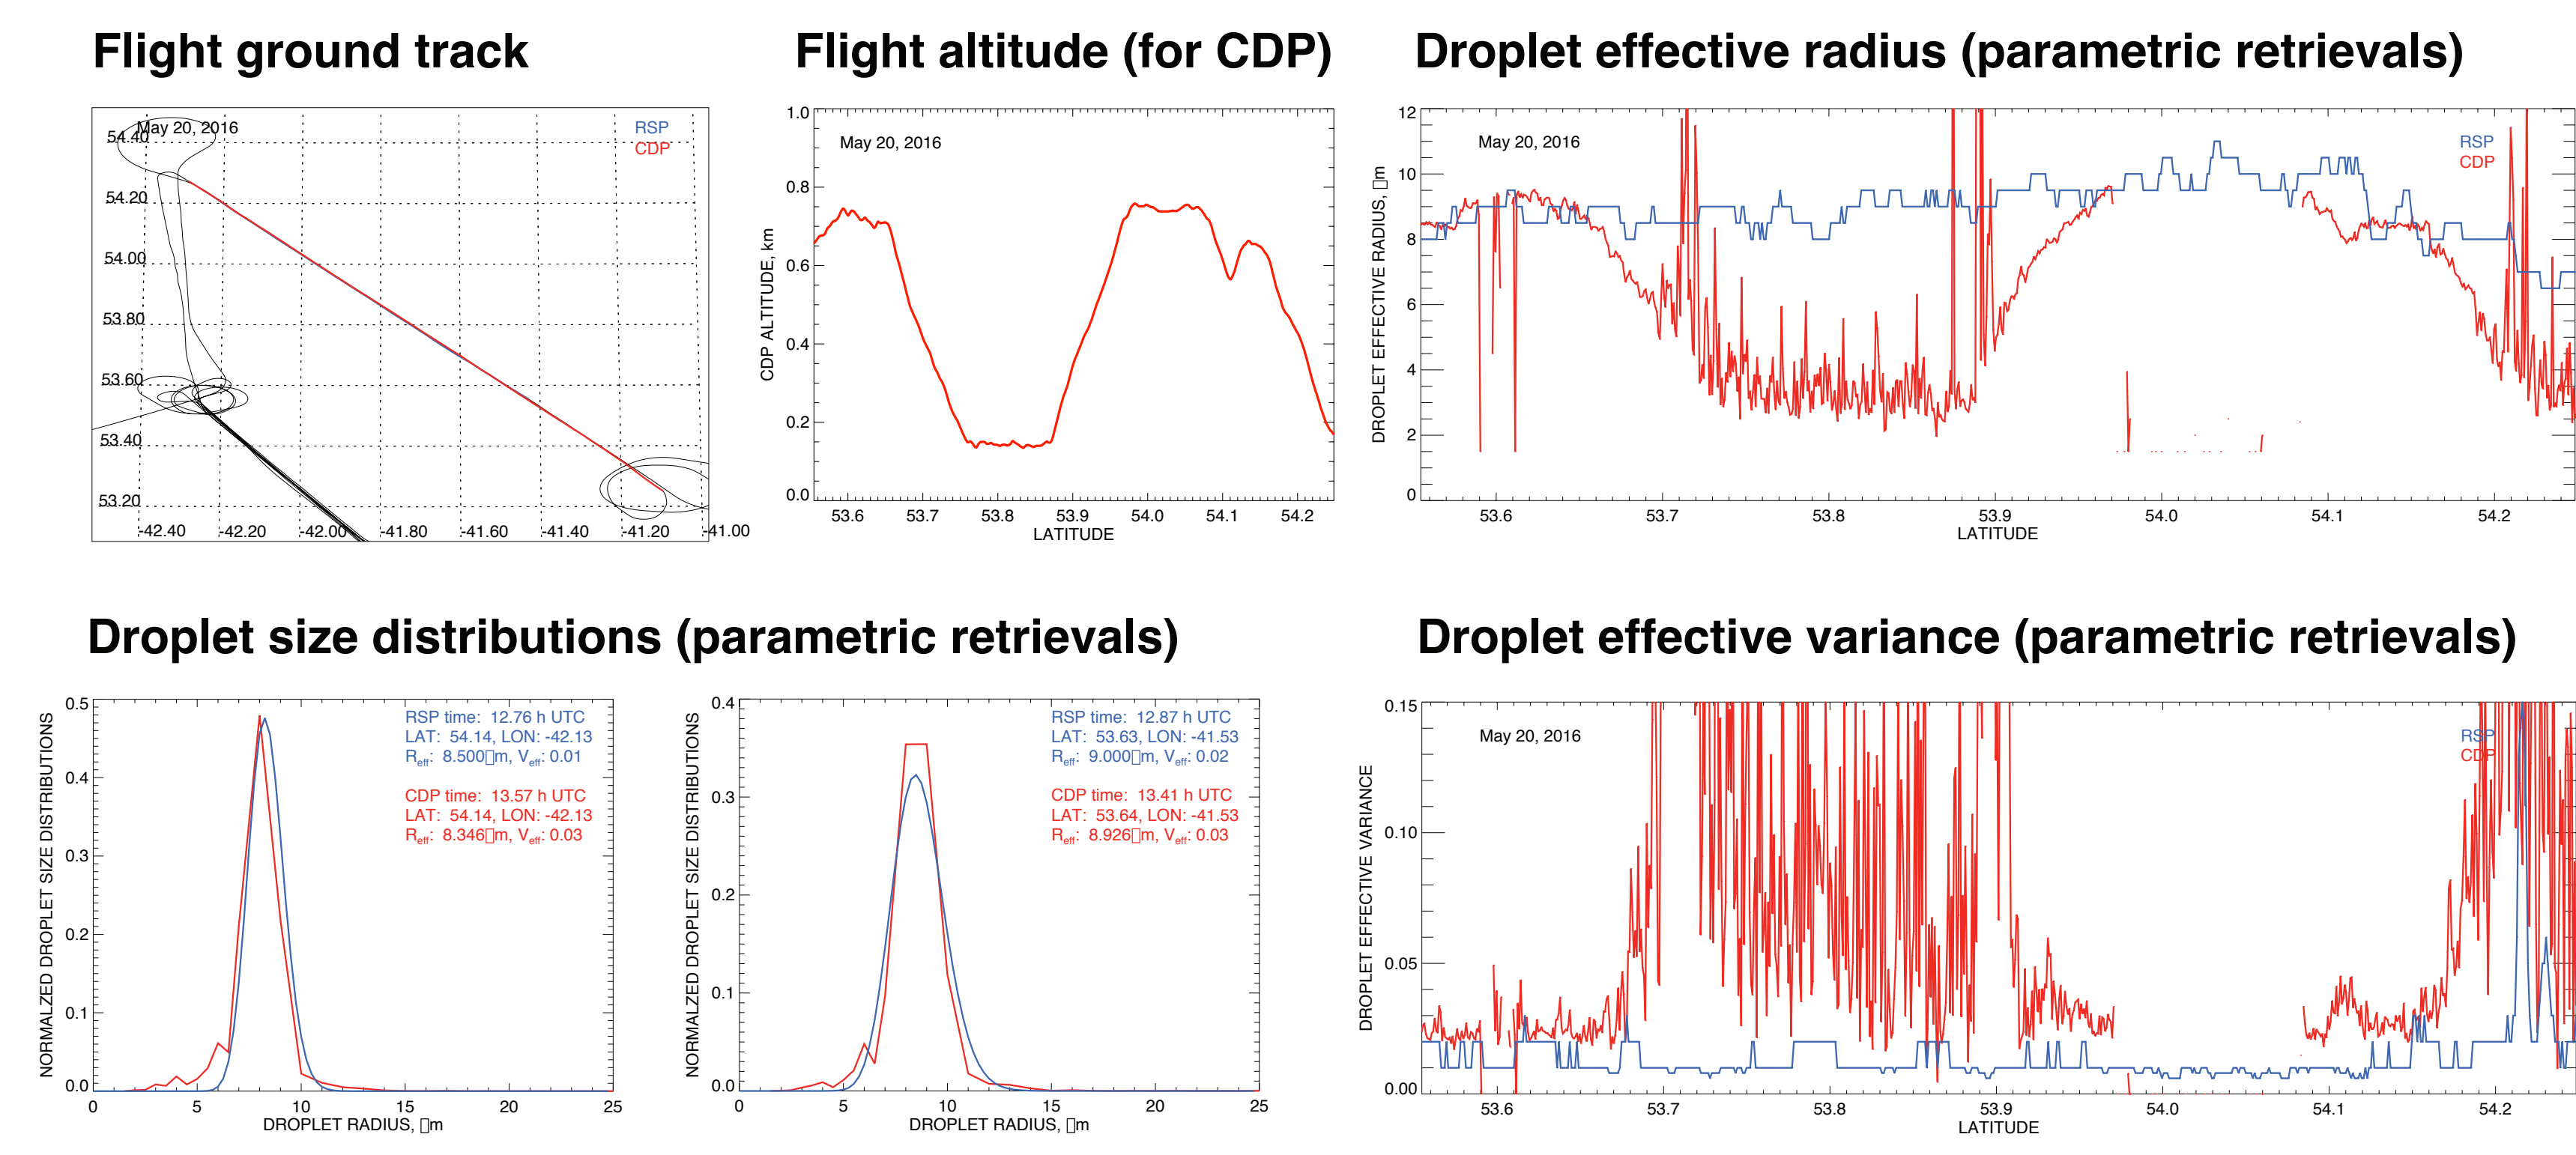 Flight ground track
Flight altitude (for CDP)
Droplet effective radius (parametric retrievals)
May 20, 2016
RSP
CDP
54.40
54.20
54.00
53.80
53.60
53.40
53.20
-42.40 -42.20 -42.00 -41.80 -41.60 -41.40 -41.20 -41.00
May 20, 2016
CDP ALTITUDE, km
1.0
0.8
0.6
0.4
0.2
0.0
53.6 53.7 53.8 53.9 54.0 54.1 54.2
LATITUDE
May 20, 2016
RSP
CDP
DROPLET EFFECTIVE RADIUS, □m
12
10
8
6
4
2
0
53.6 53.7 53.8 53.9 54.0 54.1 54.2
LATITUDE
Droplet size distributions (parametric retrievals)
Droplet effective variance (parametric retrievals)
NORMALZED DROPLET SIZE DISTRIBUTIONS
0.5
0.4
0.3
0.2
0.1
0.0
RSP time: 12.76 h UTC
LAT: 54.14, LON: -42.13
Reff: 8.500□m, Veff: 0.01
CDP time: 13.57 h UTC
LAT: 54.14, LON: -42.13
Reff: 8.346□m, Veff: 0.03
0 5 10 15 20 25
DROPLET RADIUS, □m
NORMALZED DROPLET SIZE DISTRIBUTIONS
0.4
0.3
0.2
0.1
0.0
RSP time: 12.87 h UTC
LAT: 53.63, LON: -41.53
Reff: 9.000□m, Veff: 0.02
CDP time: 13.41 h UTC
LAT: 53.64, LON: -41.53
Reff: 8.926□m, Veff: 0.03
0 5 10 15 20 25
DROPLET RADIUS, □m
May 20, 2016
RSP
CDP
DROPLET EFFECTIVE VARIANCE
0.15
0.10
0.05
0.00
53.6 53.7 53.8 53.9 54.0 54.1 54.2
LATITUDE